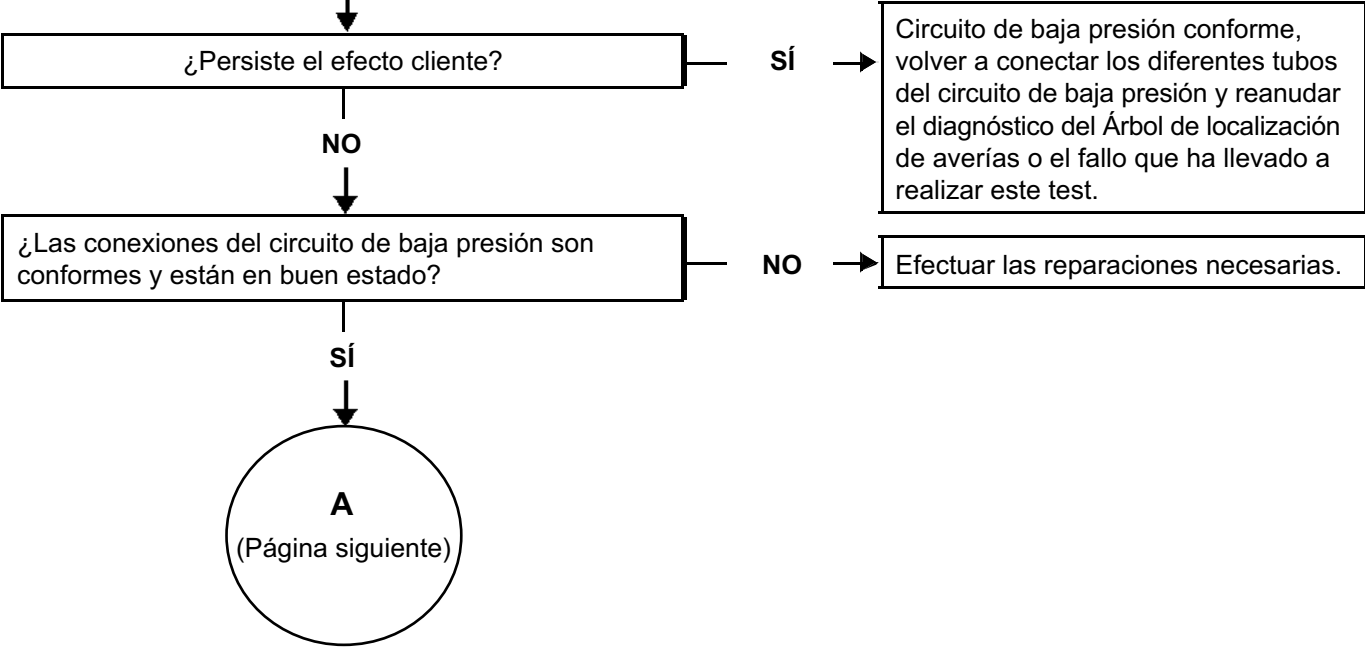 ¿Persiste el efecto cliente?
SÍ
Circuito de baja presión conforme,
volver a conectar los diferentes tubos
del circuito de baja presión y reanudar
el diagnóstico del Árbol de localización
de averías o el fallo que ha llevado a
realizar este test.
NO
¿Las conexiones del circuito de baja presión son
conformes y están en buen estado?
NO
Efectuar las reparaciones necesarias.
SÍ
A
(Página siguiente)